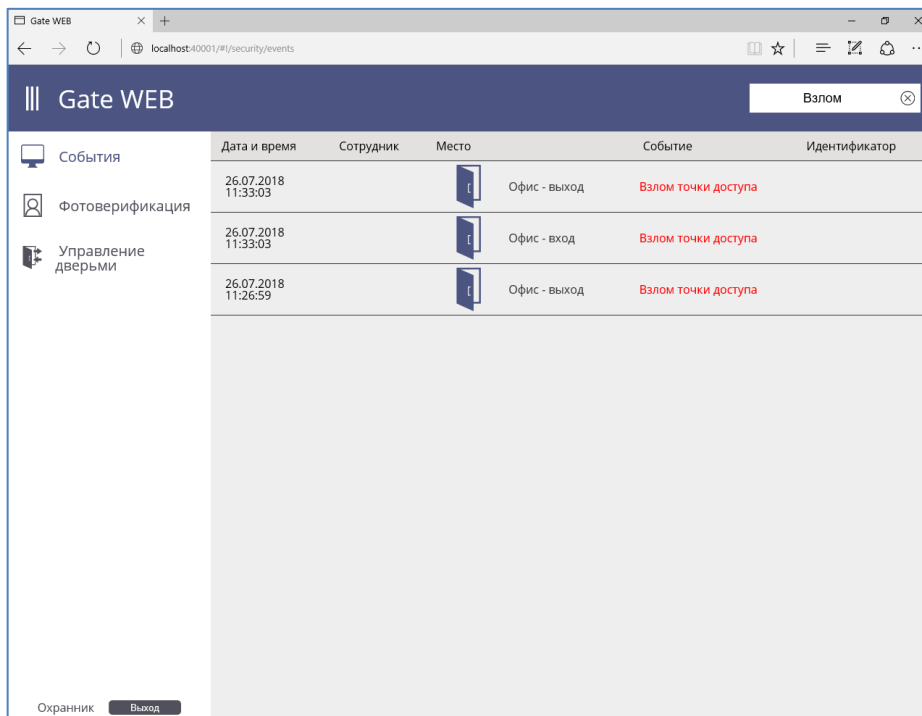 Gate WEB
localhost:40001/#!/security/events
Gate WEB
Взлом
События
Фотоверификация
Управление
дверьми
Дата и время Сотрудник Место Событие Идентификатор
26.07.2018
11:33:03
Офис - выход Взлом точки доступа
26.07.2018
11:33:03
Офис - вход Взлом точки доступа
26.07.2018
11:26:59
Офис - выход Взлом точки доступа
Охранник Выход